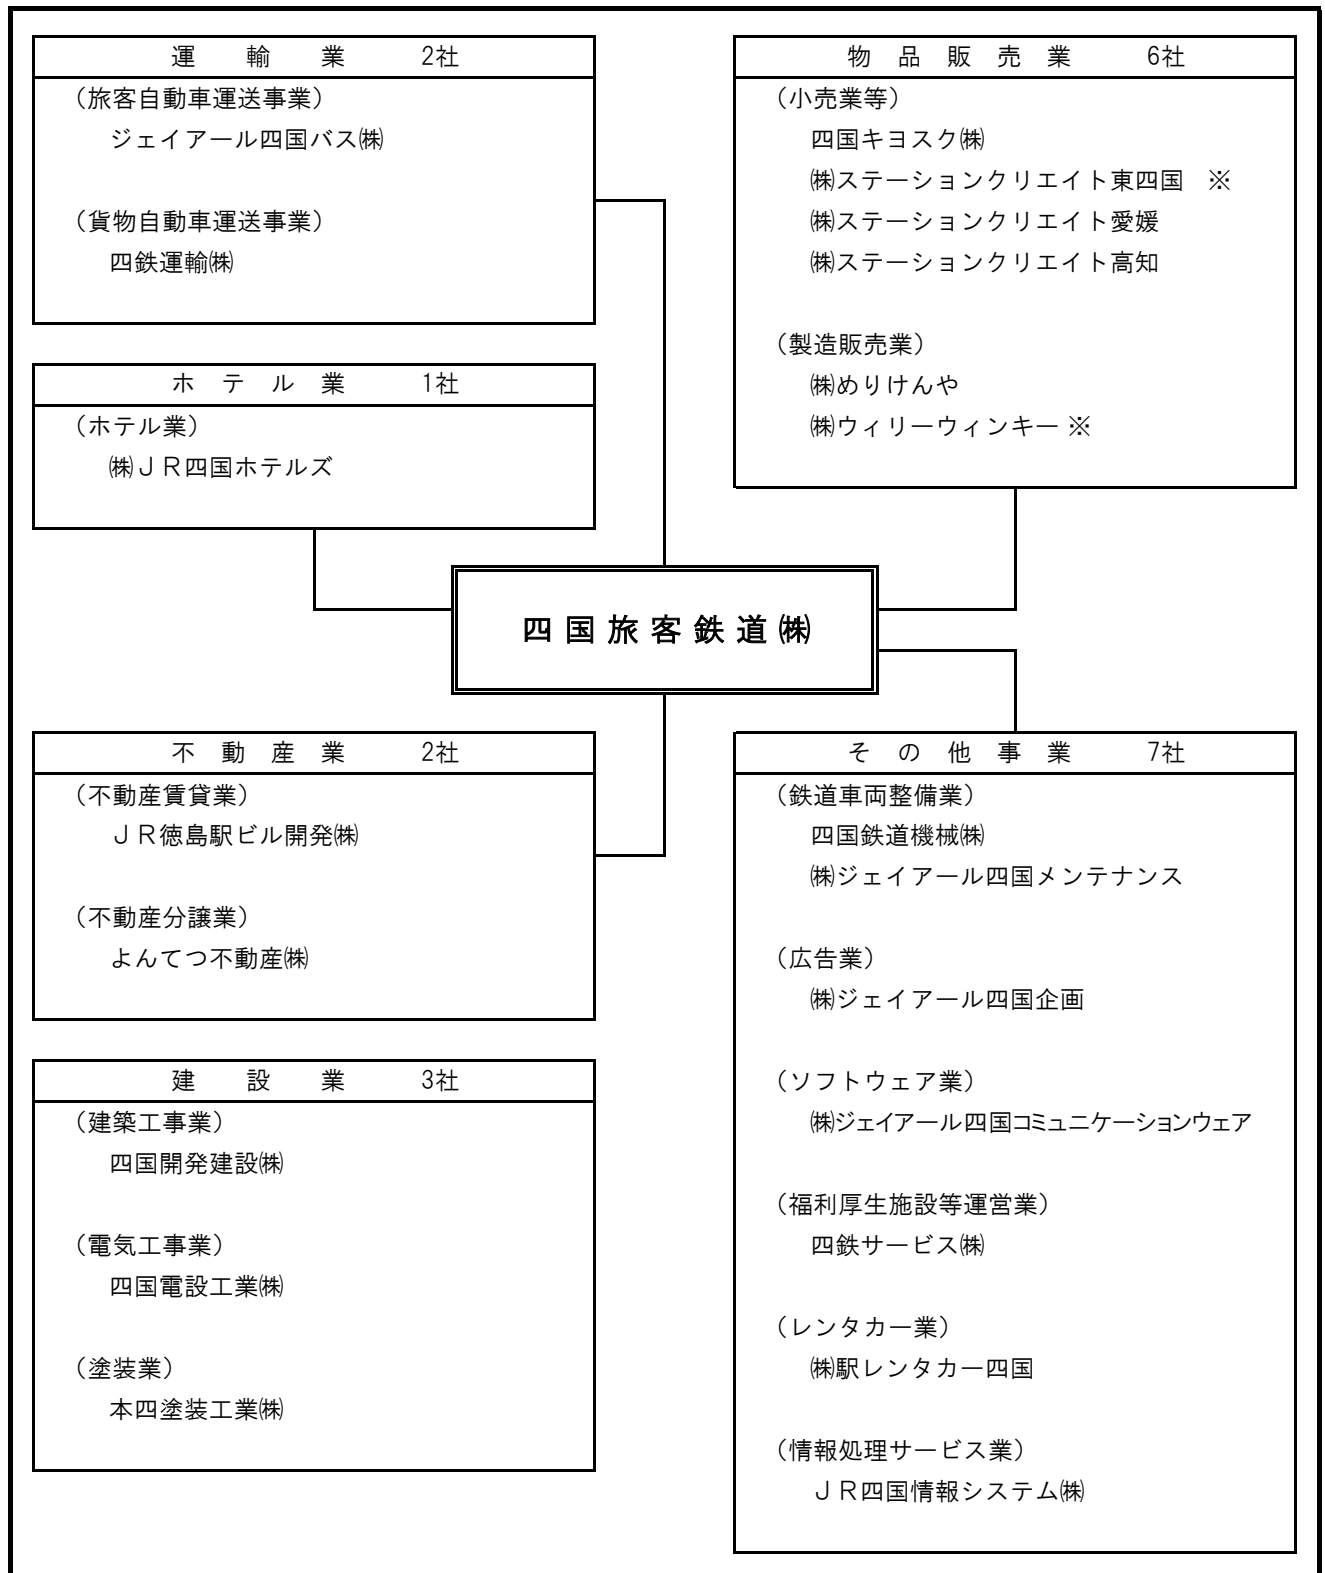 運 輸 業 2社
（旅客自動車運送事業）
ジェイアール四国バス㈱
（貨物自動車運送事業）
四鉄運輸㈱
ホ テ ル 業 1社
（ホテル業）
㈱ＪＲ四国ホテルズ
物 品 販 売 業 6社
（小売業等）
四国キヨスク㈱
㈱ステーションクリエイト東四国 ※
㈱ステーションクリエイト愛媛
㈱ステーションクリエイト高知
（製造販売業）
㈱めりけんや
㈱ウィリーウィンキー ※
四国旅客鉄道㈱
不 動 産 業 2社
（不動産賃貸業）
ＪＲ徳島駅ビル開発㈱
（不動産分譲業）
よんてつ不動産㈱
建 設 業 3社
（建築工事業）
四国開発建設㈱
（電気工事業）
四国電設工業㈱
（塗装業）
本四塗装工業㈱
そ の 他 事 業 7社
（鉄道車両整備業）
四国鉄道機械㈱
㈱ジェイアール四国メンテナンス
（広告業）
㈱ジェイアール四国企画
（ソフトウェア業）
㈱ジェイアール四国コミュニケーションウェア
（福利厚生施設等運営業）
四鉄サービス㈱
（レンタカー業）
㈱駅レンタカー四国
（情報処理サービス業）
ＪＲ四国情報システム㈱